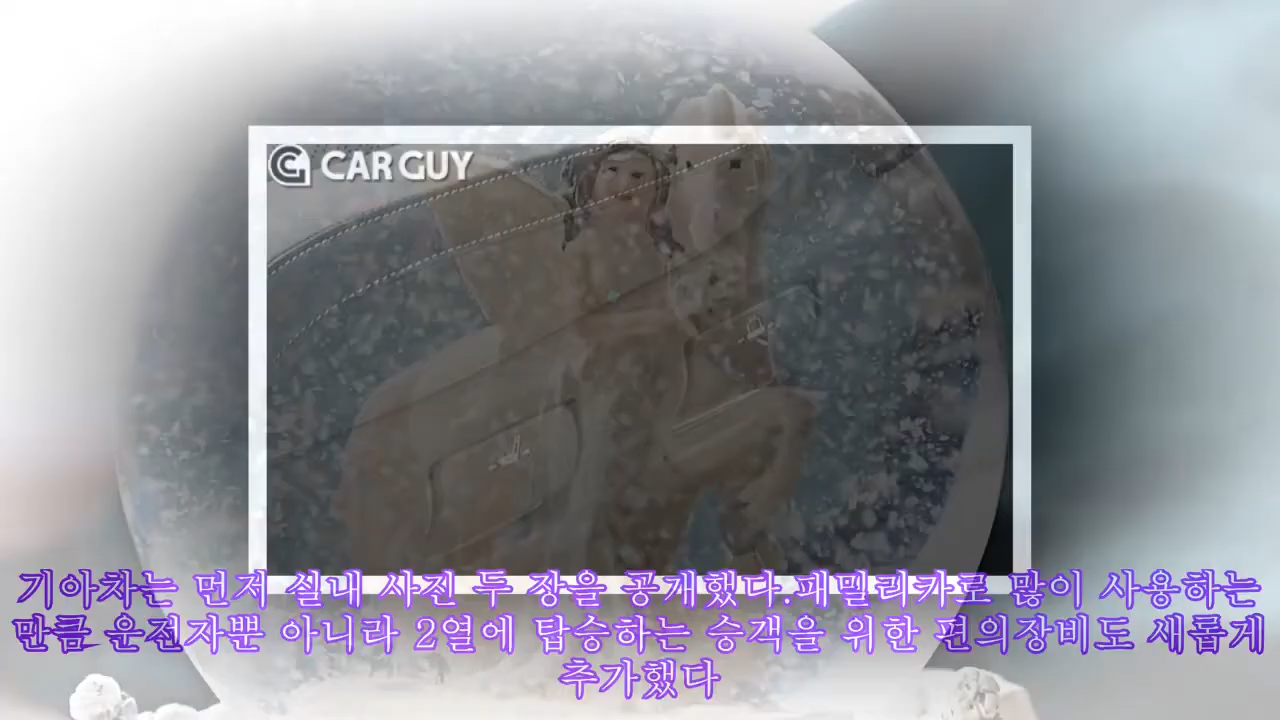 CAR GUY
기아차는 먼저 실내 사진 두 장을 공개했다.패밀리카로 많이 사용하는
만큼 운전자뿐 아니라 2열에 탑승하는 승객을 위한 편의장비도 새롭게
추가했다